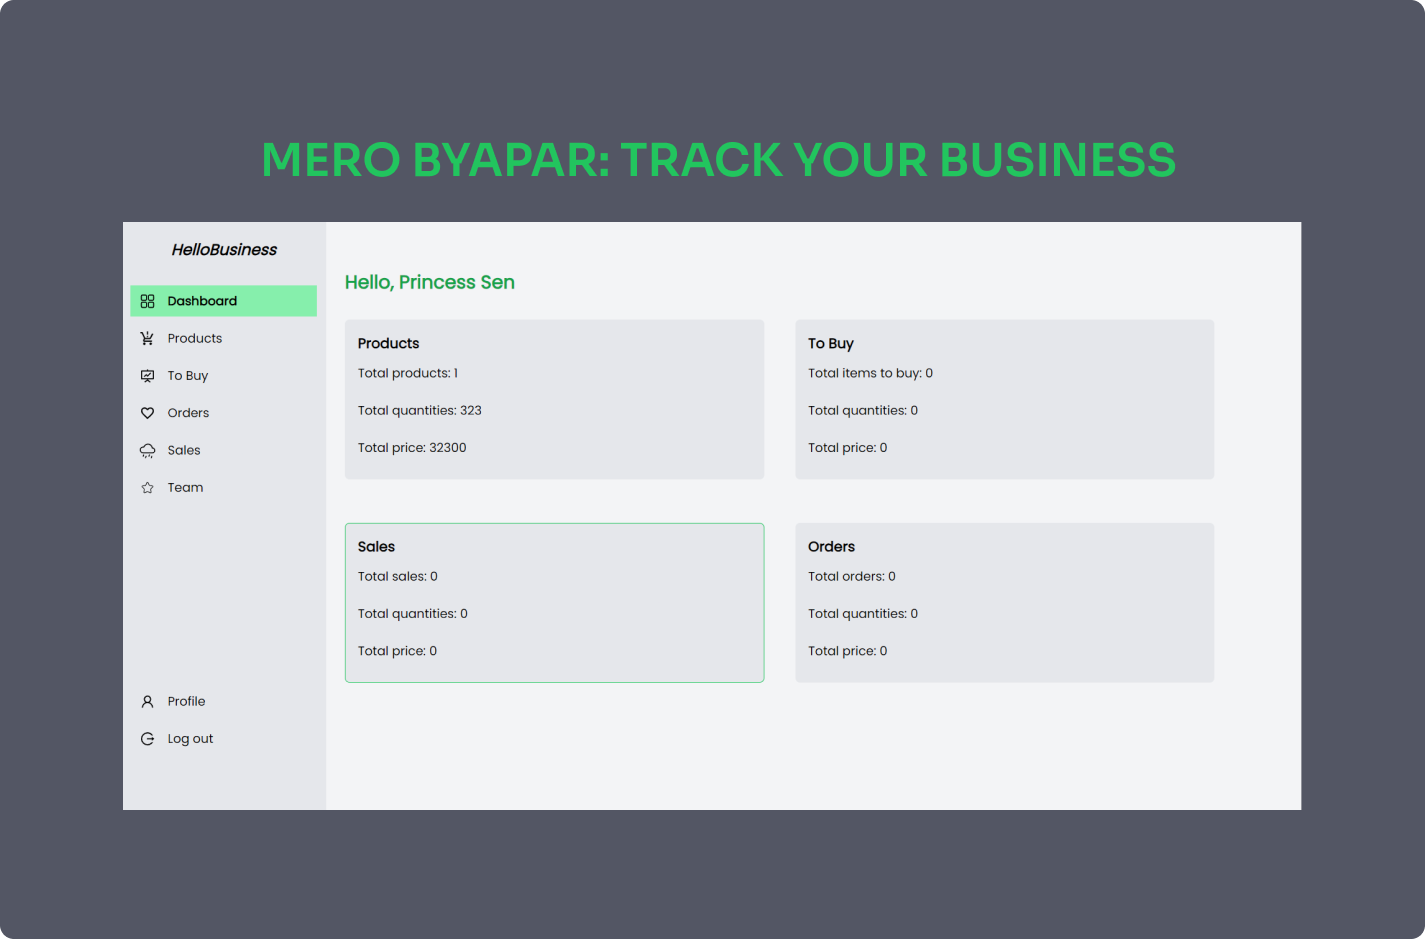 MERO BYAPAR: TRACK YOUR BUSINESS
HelloBusiness
Dashboard
Products
To Buy
Orders
Sales
Team
Profile
Log out
Hello, Princess Sen
Products
Total products: 1
Total quantities: 323
Total price: 32300
To Buy
Total items to buy: 0
Total quantities: 0
Total price: 0
Sales
Total sales: 0
Total quantities: 0
Total price: 0
Orders
Total orders: 0
Total quantities: 0
Total price: 0